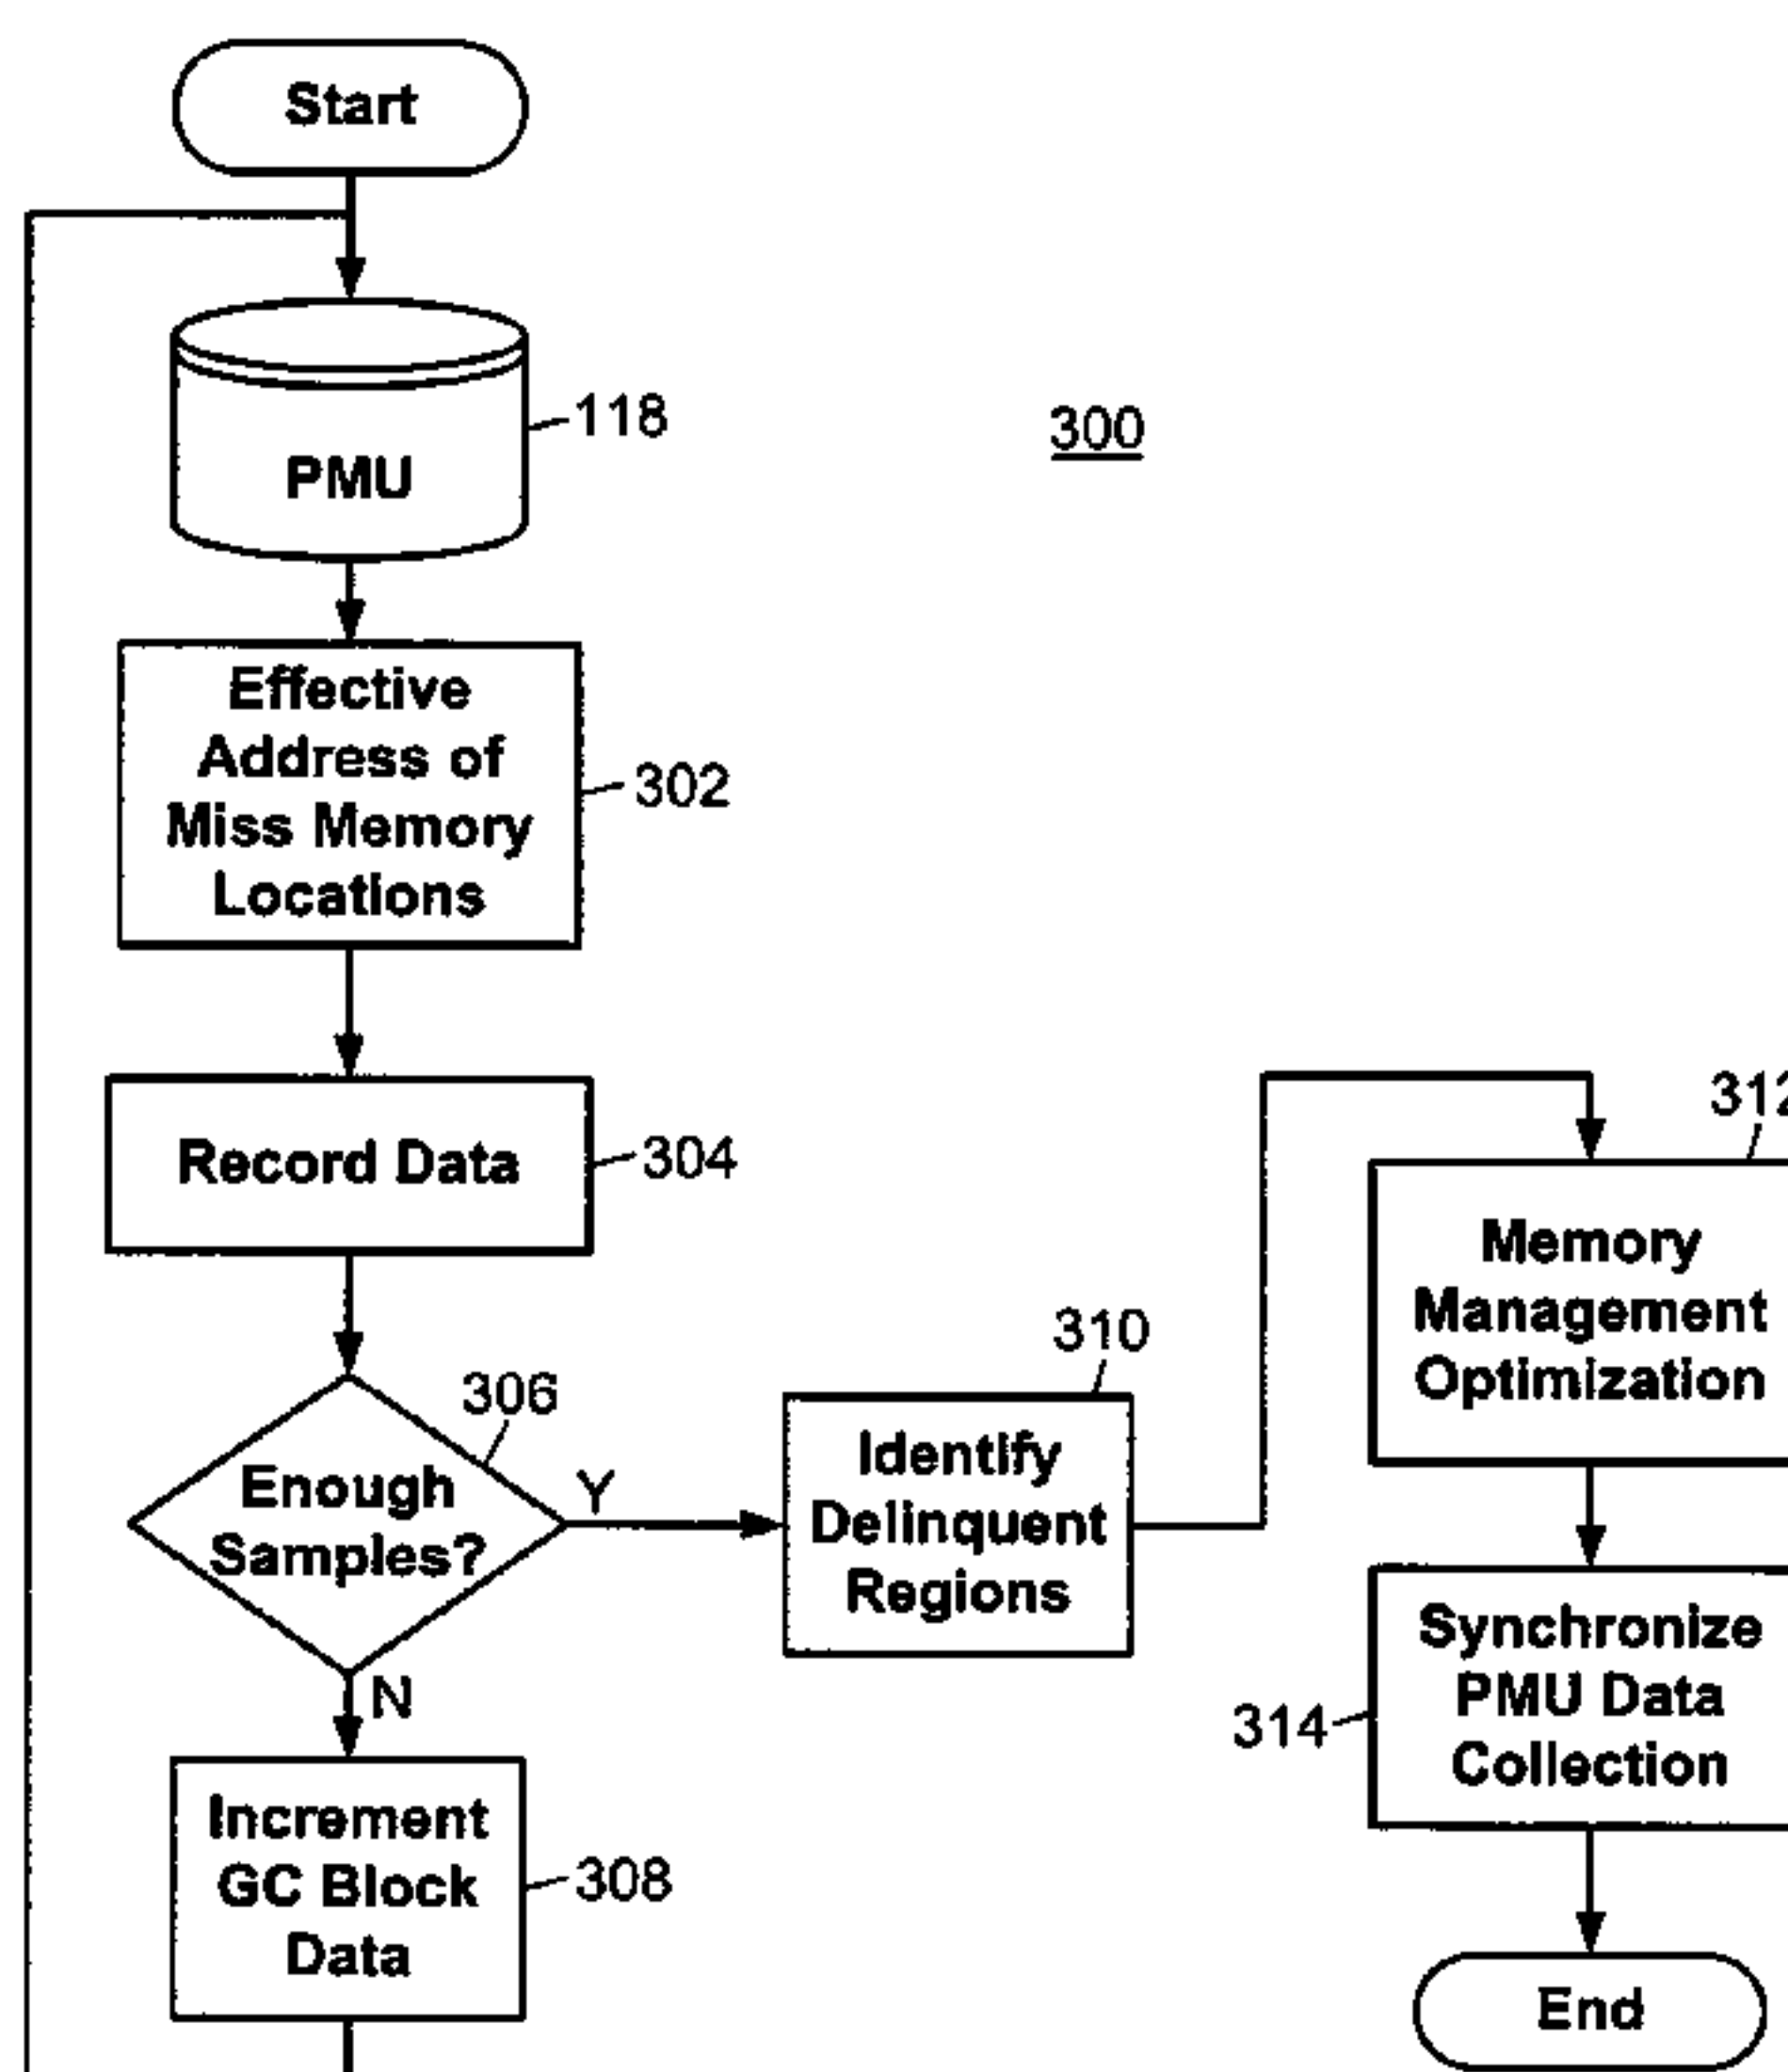 Start
118
PMU
300
Effective
Address of
Miss Memory
Locations
302
Record Data
304
306
Enough
Samples?
Y
N
Increment
GC Block
Data
308
310
Identify
Delinquent
Regions
312
Memory
Management
Optimization
Synchronize
PMU Data
Collection
314
End